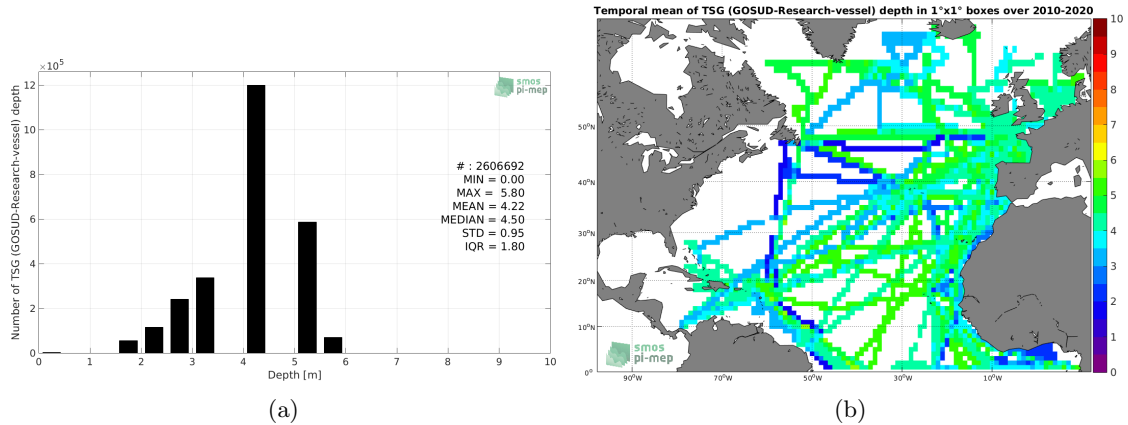 ×10⁵
12
10
8
6
4
2
0
0 1 2 3 4 5 6 7 8 9 10
Number of TSG (GOSUD-Research-vessel) depth
Depth [m]
smos
pi-mep
# : 2606692
MIN = 0.00
MAX = 5.80
MEAN = 4.22
MEDIAN = 4.50
STD = 0.95
IQR = 1.80
(a)
Temporal mean of TSG (GOSUD-Research-vessel) depth in 1°x1° boxes over 2010-2020
50°N
40°N
30°N
20°N
10°N
0°
90°W 70°W 50°W 30°W 10°W
smos
pi-mep
10
9
8
7
6
5
4
3
2
1
0
(b)